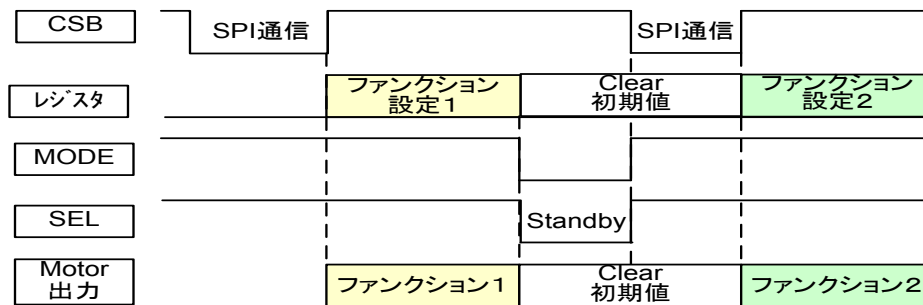 CSB
SPI通信
SPI通信
レジスタ
ファンクション
設定1
Clear
初期値
ファンクション
設定2
MODE
SEL
Standby
Motor
出力
ファンクション1
Clear
初期値
ファンクション2